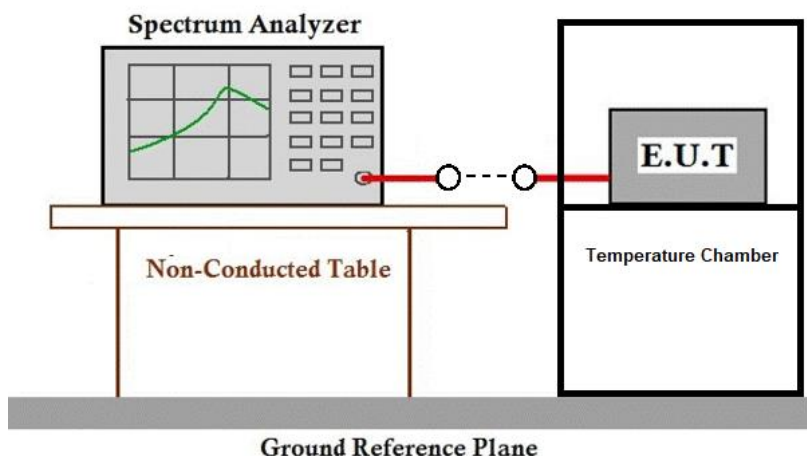 Spectrum Analyzer
E.U.T
Non-Conducted Table
Temperature Chamber
Ground Reference Plane